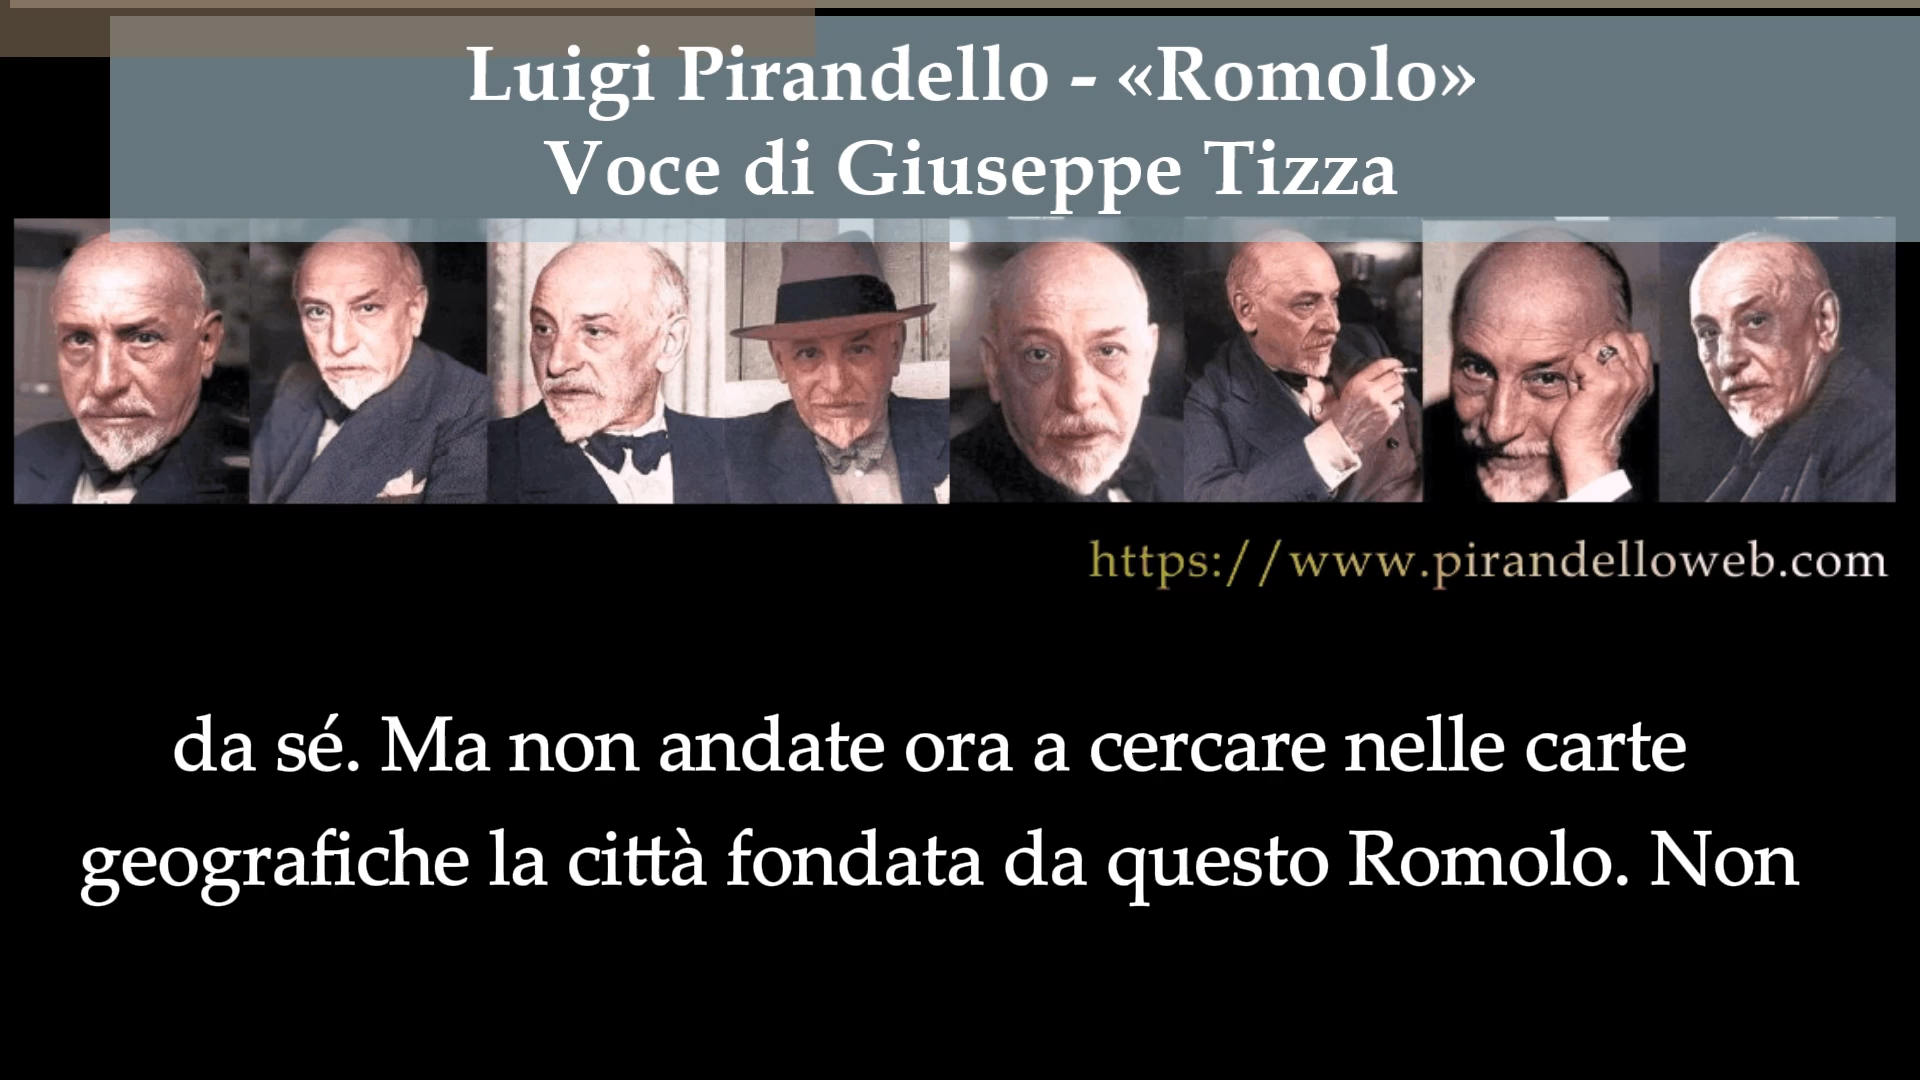 Luigi Pirandello - «Romolo»
Voce di Giuseppe Tizza
https://www.pirandelloweb.com
da sé. Ma non andate ora a cercare nelle carte
geografiche la città fondata da questo Romolo. Non